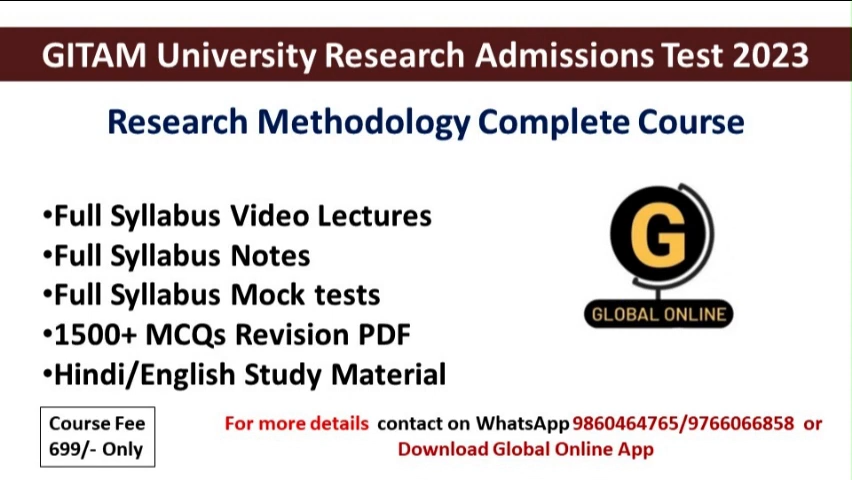 GITAM University Research Admissions Test 2023
Research Methodology Complete Course
•Full Syllabus Video Lectures
•Full Syllabus Notes
•Full Syllabus Mock tests
•1500+ MCQs Revision PDF
•Hindi/English Study Material
G
GLOBAL ONLINE
Course Fee
699/- Only
For more details contact on WhatsApp 9860464765/9766066858 or
Download Global Online App